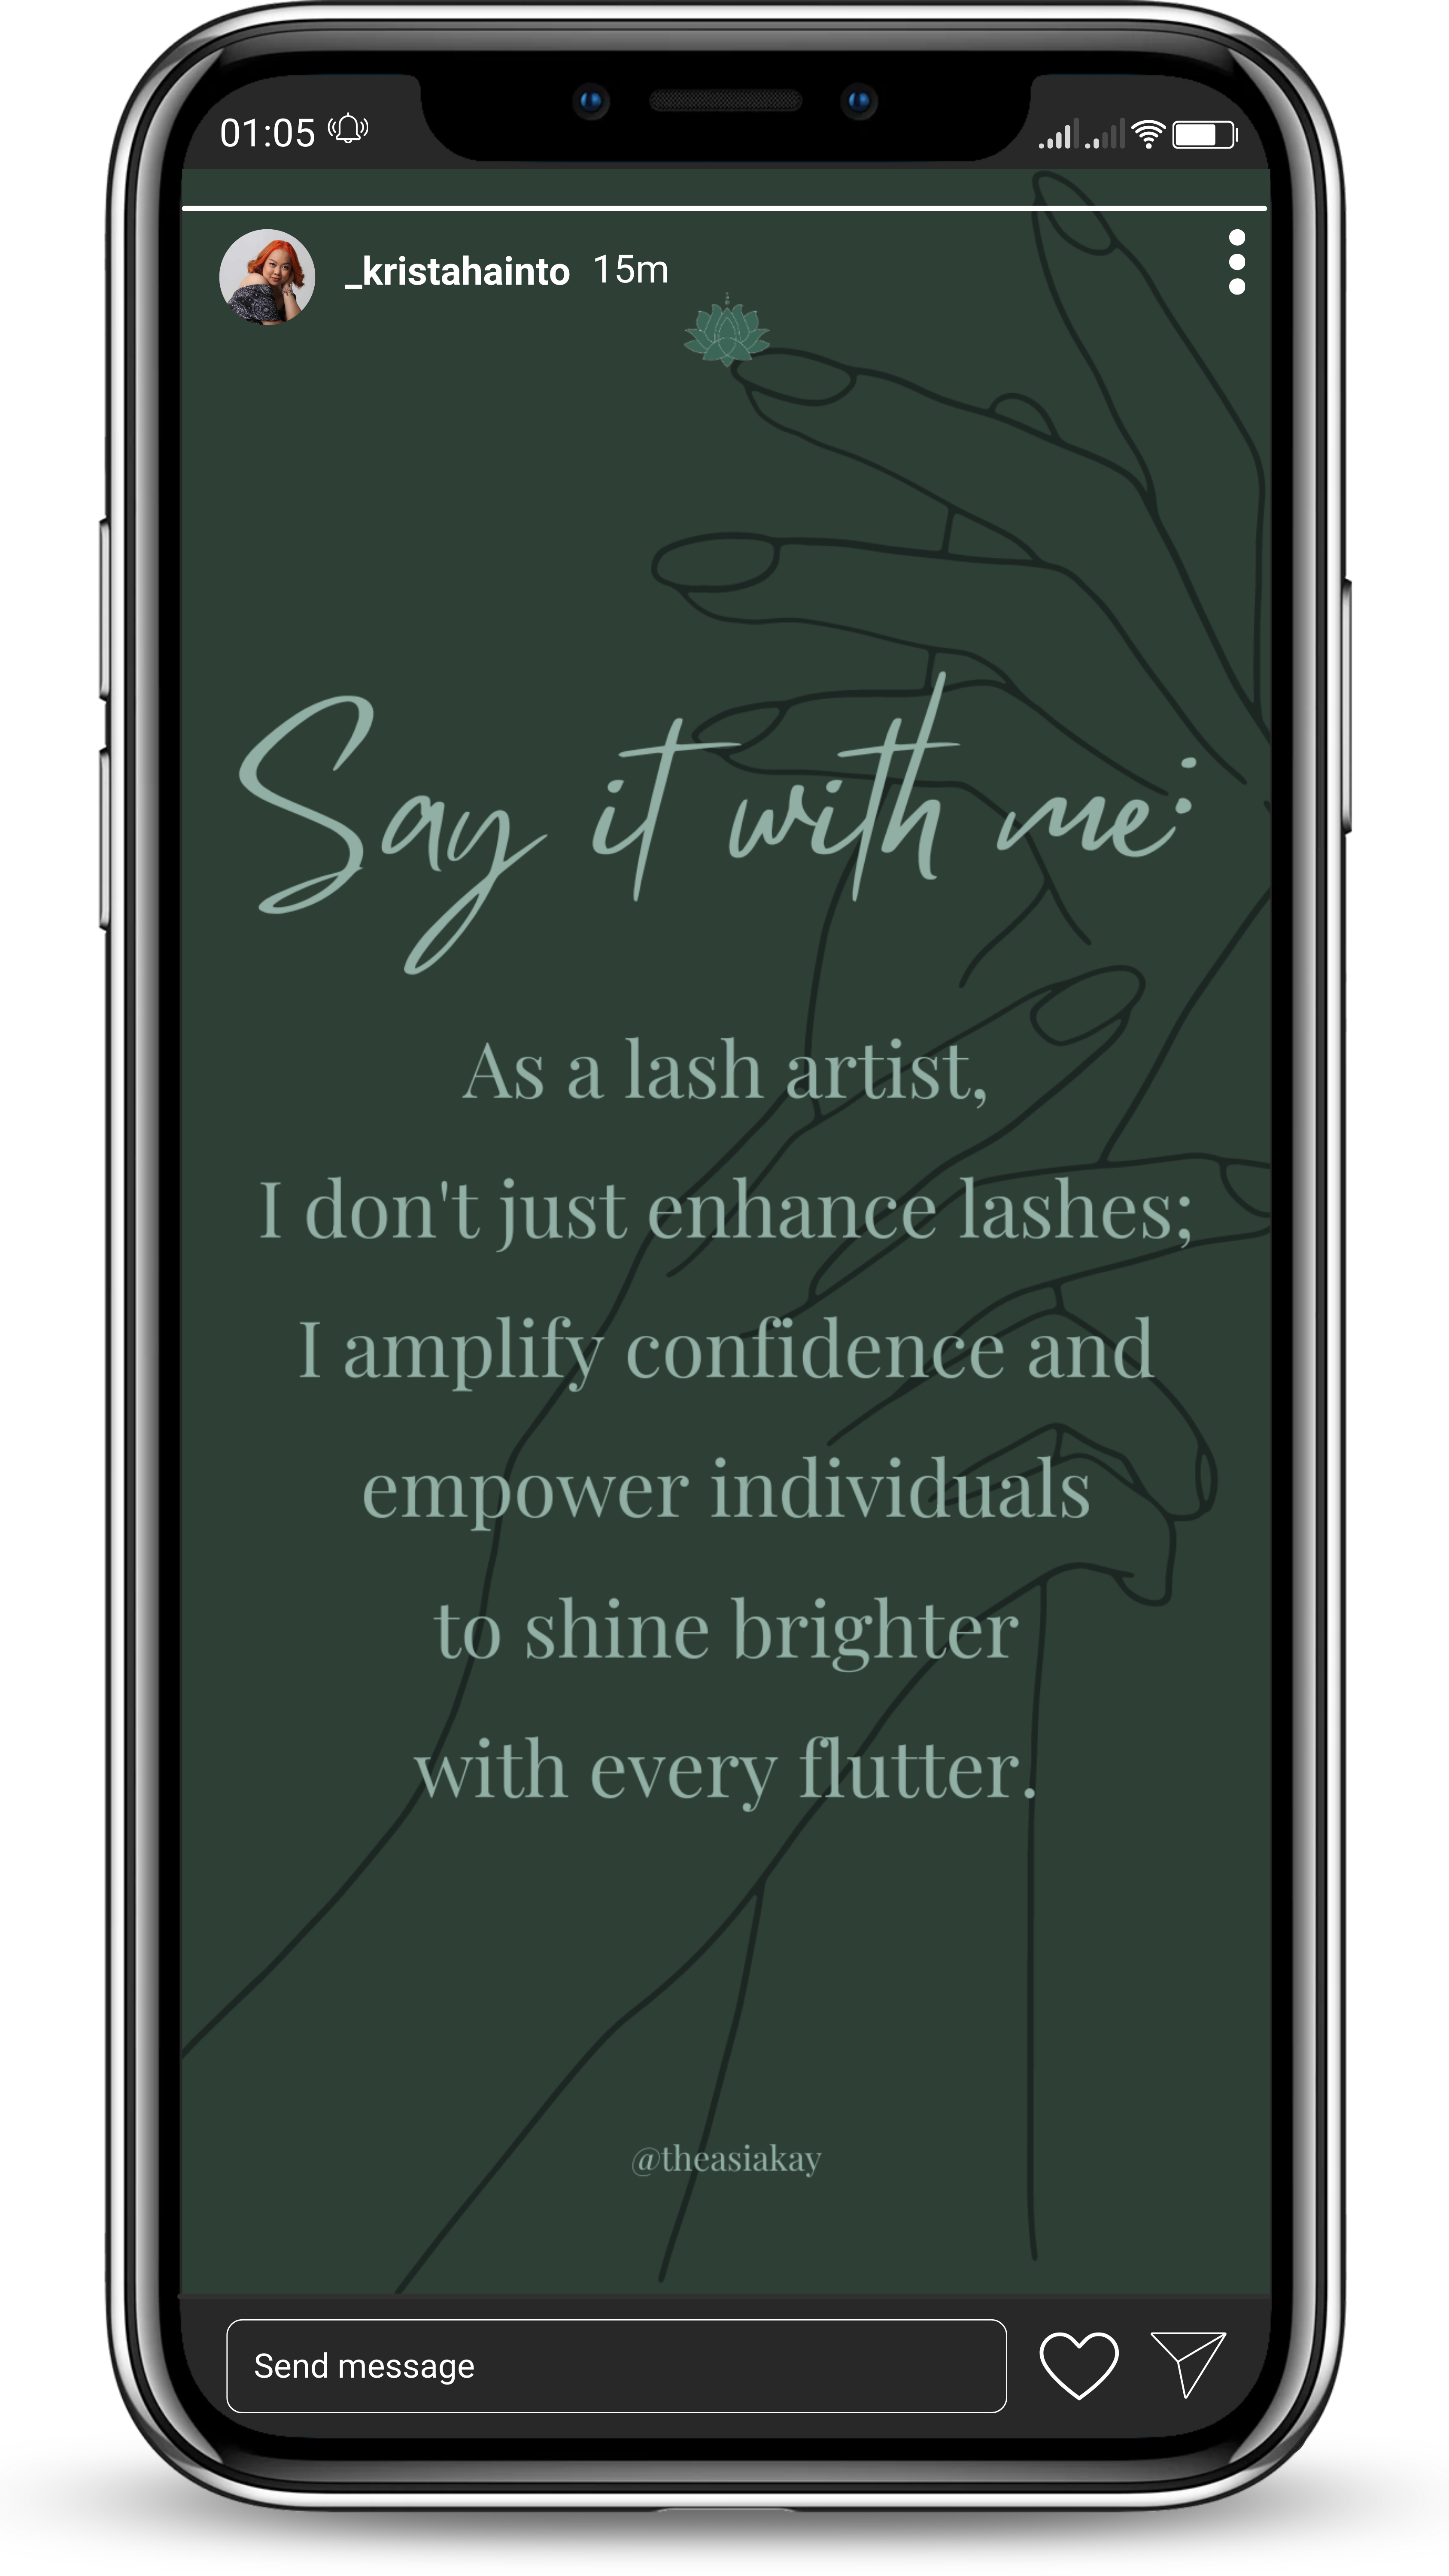 01:05
_kristahainto 15m
Say it with me:
As a lash artist,
I don't just enhance lashes;
I amplify confidence and
empower individuals
to shine brighter
with every flutter.
@theasiakay
Send message